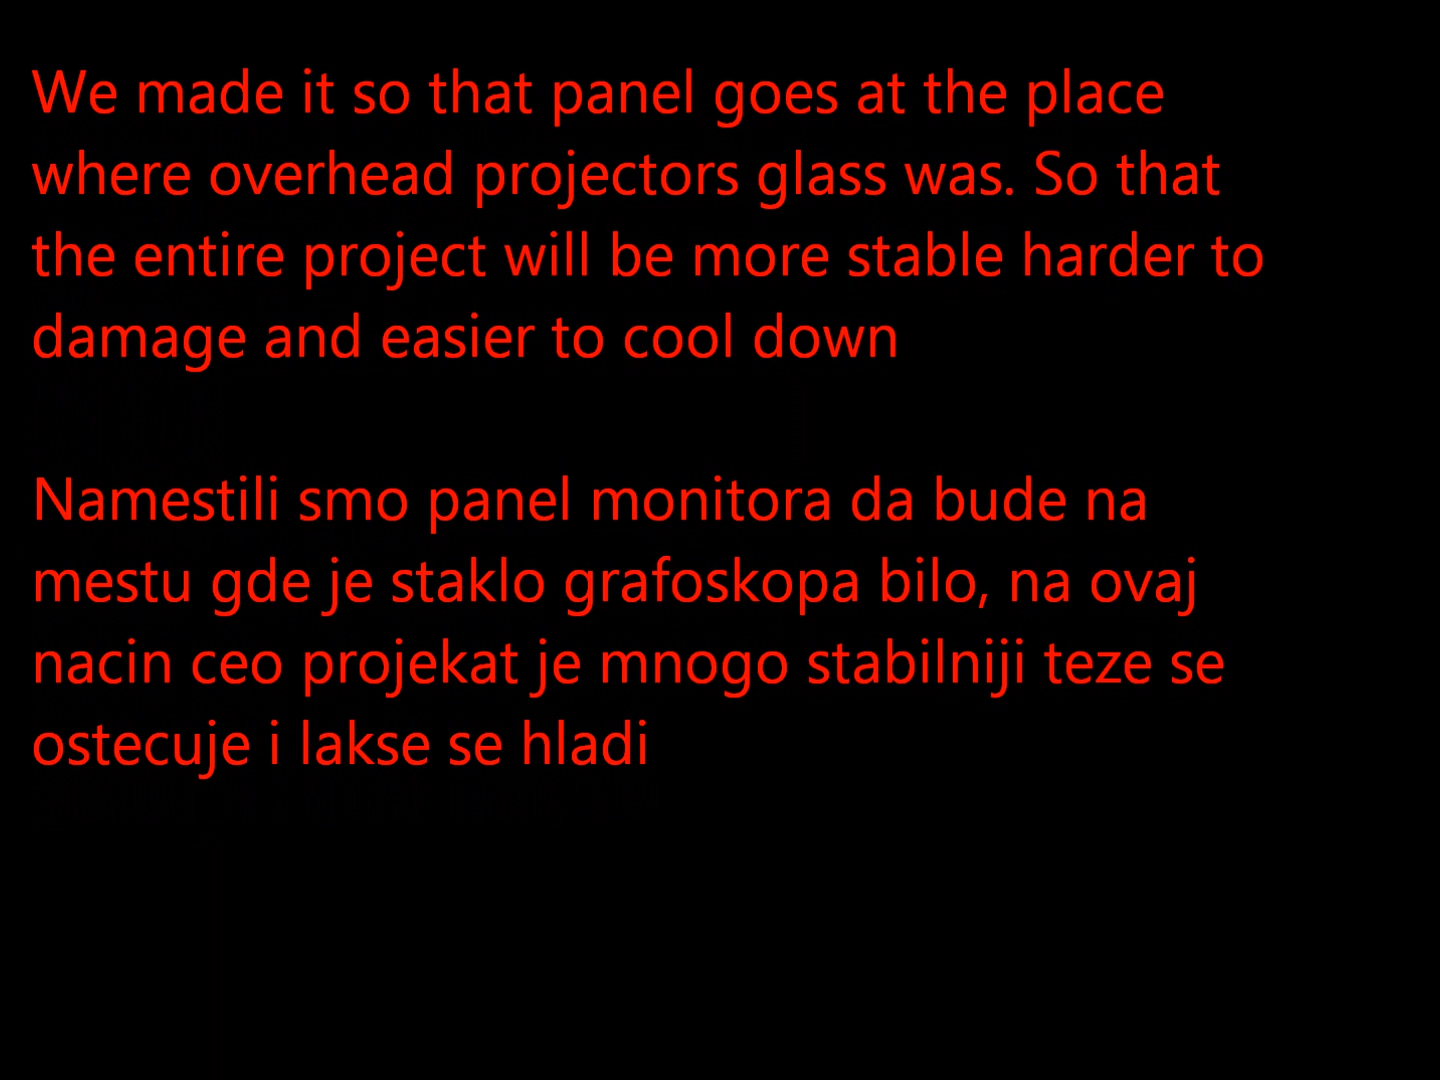 We made it so that panel goes at the place
where overhead projectors glass was. So that
the entire project will be more stable harder to
damage and easier to cool down
Namestili smo panel monitora da bude na
mestu gde je staklo grafoskopa bilo, na ovaj
nacin ceo projekat je mnogo stabilniji teze se
ostecuje i lakse se hladi